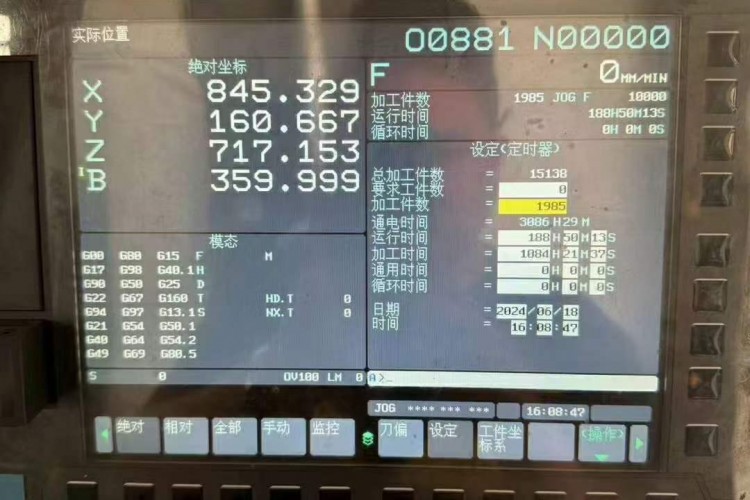 实际位置
O0881 N00000
绝对坐标
X 845.329
Y 160.667
Z 717.153
B 359.999
F 0MM/MIN
加工件数 1985 JOG F 10000
运行时间 188H50M13S
循环时间 0H 0M 0S
设定(定时器)
总加工件数 = 15138
要求工件数 = 0
加工件数 = 1985
通电时间 = 3886H29M
运行时间 = 188H50M13S
加工时间 = 1084H21M37S
通用时间 = 0H 0M 0S
循环时间 = 0H 0M 0S
日期 = 2024/06/18
时间 = 16:08:47
模态
G00 G80 G15 F M
G17 G98 G40.1 H
G90 G50 G25 D
G22 G67 G160 T HD.T 0
G94 G97 G13.1 S NX.T 0
G21 G54 G50.1
G40 G64 G54.2
G49 G69 G80.5
S 0 OV100 LM 0
A>_
JOG **** *** *** 16:08:47
绝对 相对 全部 手动 监控 刀偏 设定 工件坐标系 (操作)